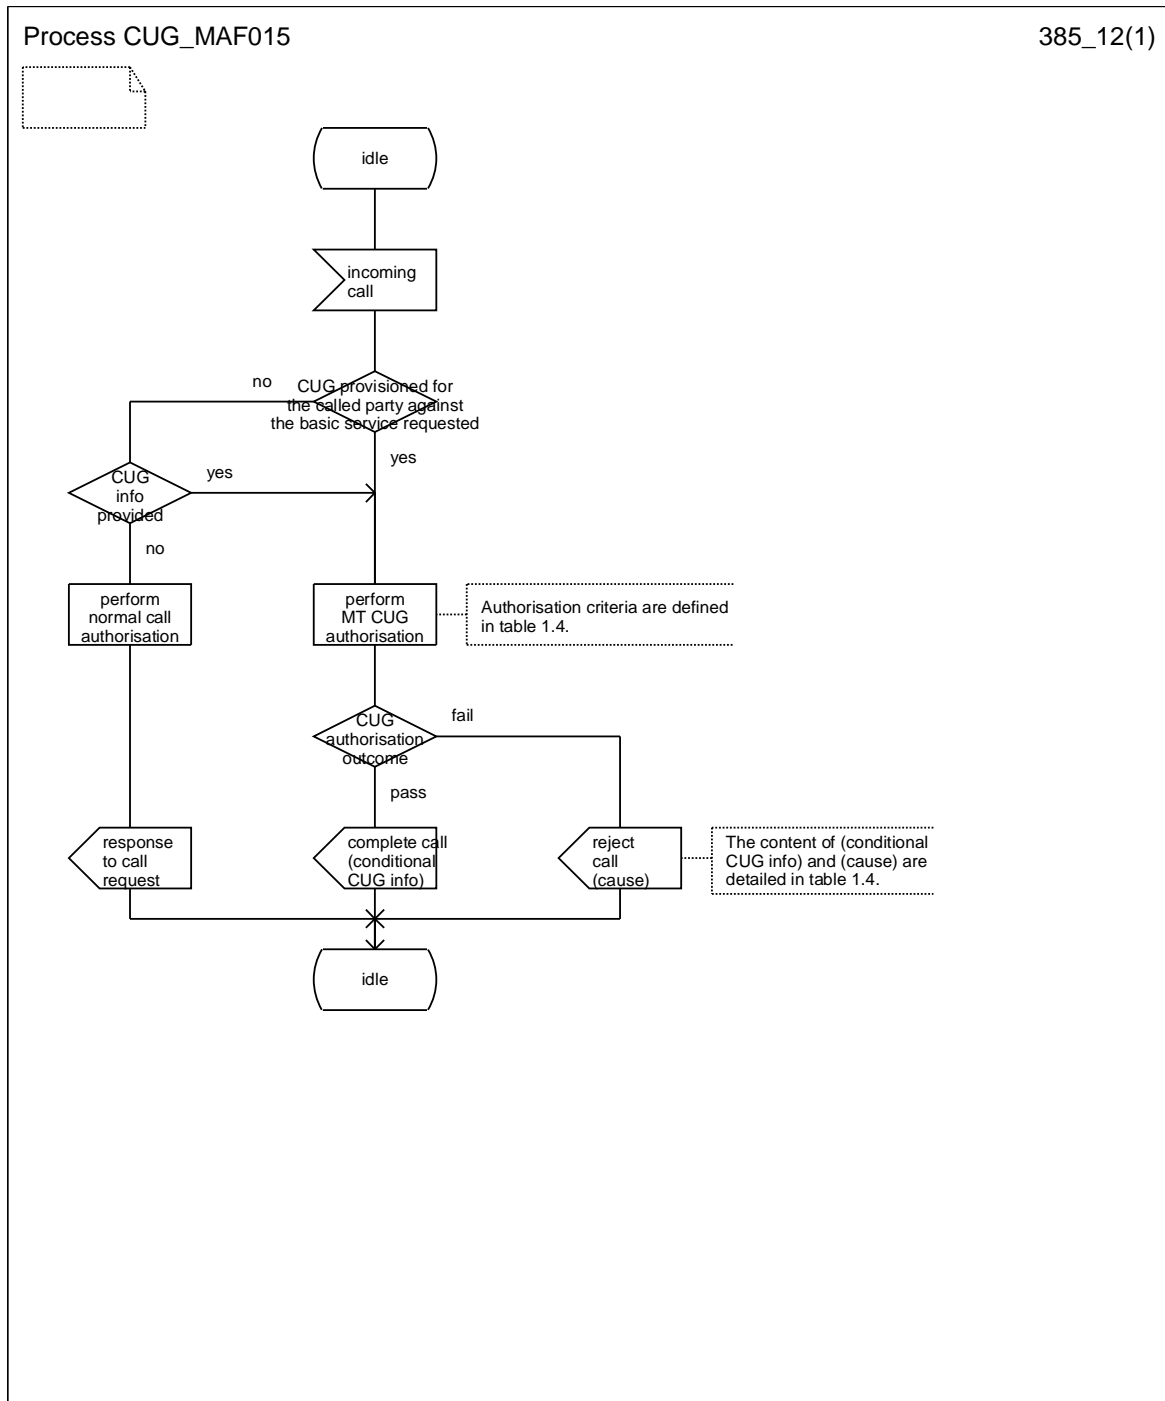 Process CUG_MAF015
385_12(1)
idle
incoming
call
no
CUG provisioned for
the called party against
the basic service requested
yes
CUG
info
provided
yes
no
perform
normal call
authorisation
perform
MT CUG
authorisation
Authorisation criteria are defined
in table 1.4.
CUG
authorisation
outcome
fail
pass
response
to call
request
complete call
(conditional
CUG info)
reject
call
(cause)
The content of (conditional
CUG info) and (cause) are
detailed in table 1.4.
idle